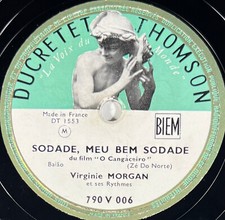 DUCRETET THOMSON
La Voix du Monde
Made in France
DT 1553
M
BIEM
SODADE, MEU BEM SODADE
du film "O Cangaceiro"
Baião
(Zé Do Norte)
Virginie MORGAN
et ses Rythmes
790 V 006